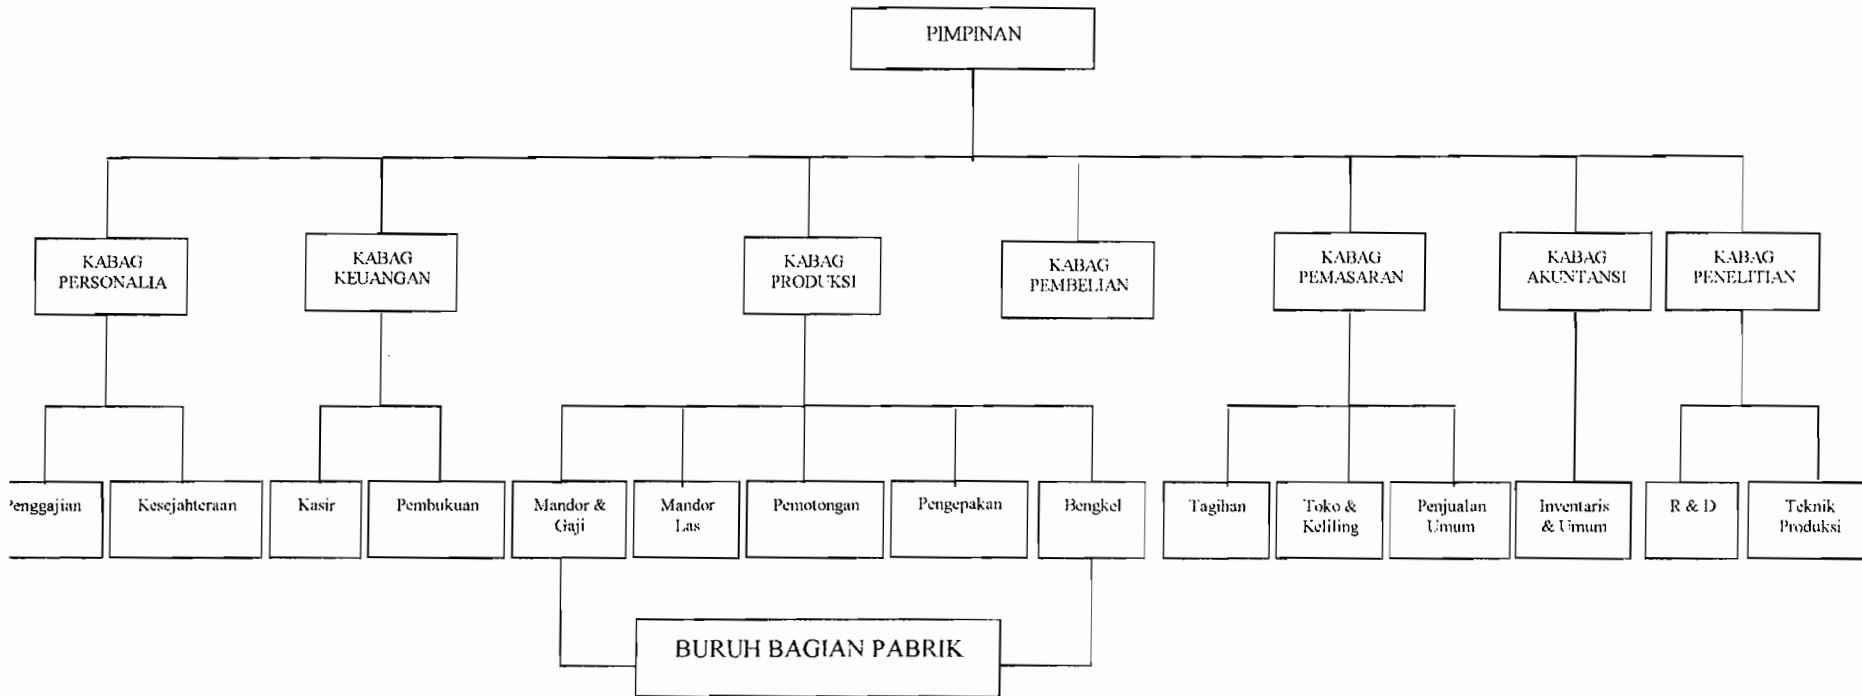 PIMPINAN
KABAG
PERSONALIA
KABAG
KEUANGAN
KABAG
PRODUKSI
KABAG
PEMBELIAN
KABAG
PEMASARAN
KABAG
AKUNTANSI
KABAG
PENELITIAN
Penggajian
Kesejahteraan
Kasir
Pembukuan
Mandor &
Gaji
Mandor
Las
Pemotongan
Pengepakan
Bengkel
Tagihan
Toko &
Keliling
Penjualan
Umum
Inventaris
& Umum
R & D
Teknik
Produksi
BURUH BAGIAN PABRIK